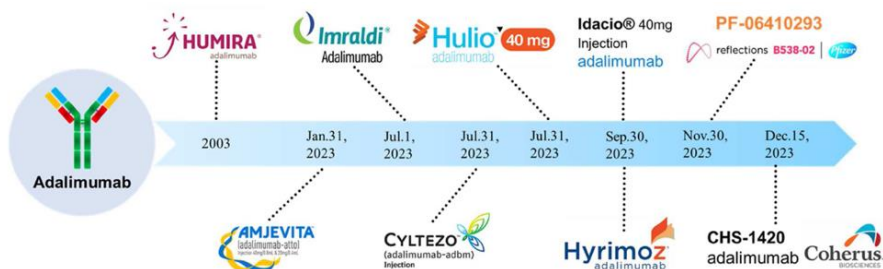 HUMIRA®
adalimumab
Imraldi®
Adalimumab
Hulio® 40 mg
adalimumab
Idacio® 40mg
Injection
adalimumab
PF-06410293
reflections B538-02 | Pfizer
Adalimumab
2003
Jan.31,
2023
Jul.1,
2023
Jul.31,
2023
Jul.31,
2023
Sep.30,
2023
Nov.30,
2023
Dec.15,
2023
AMJEVITA®
(adalimumab-atto)
CYLTEZO
(adalimumab-adbm)
Injection
Hyrimoz
adalimumab
CHS-1420
adalimumab
Coherus
BIOSCIENCES